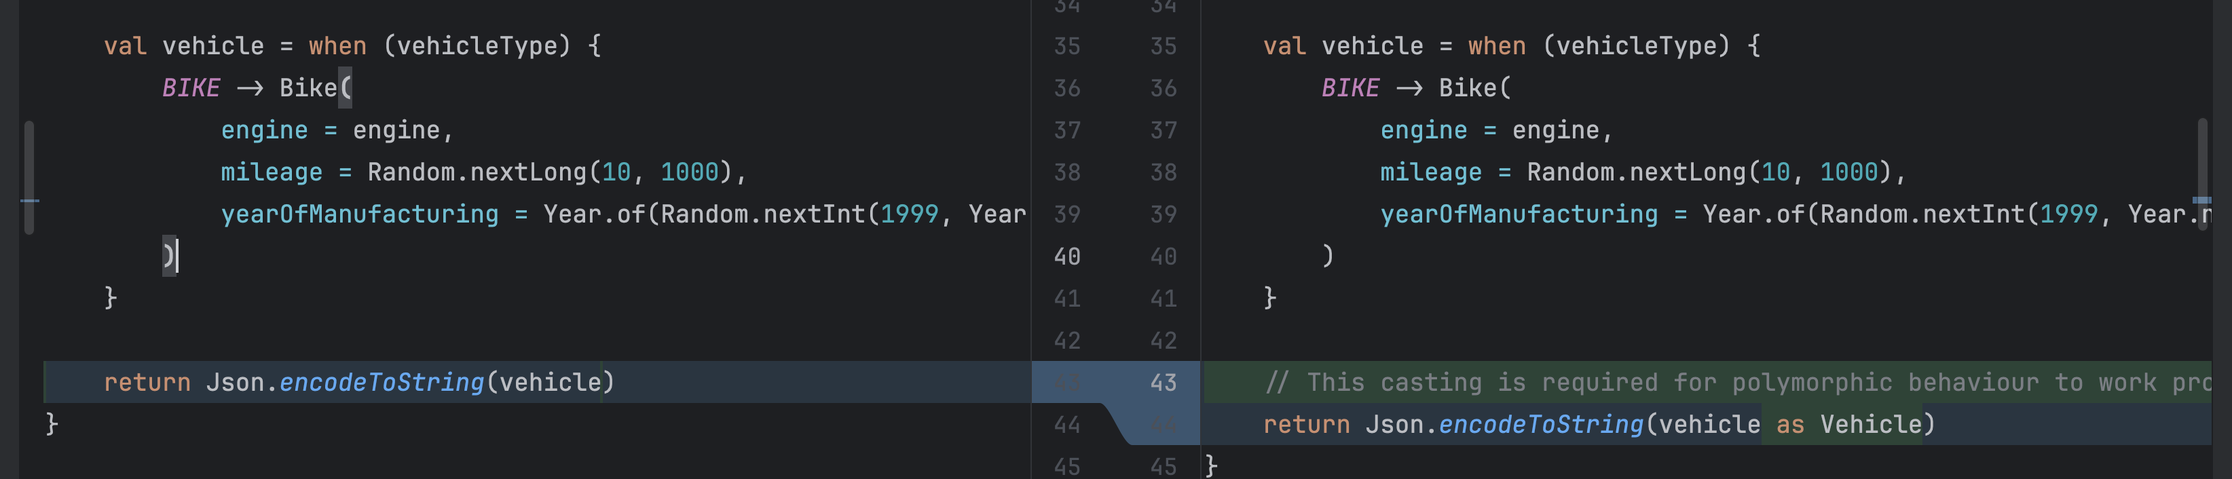 34 34
val vehicle = when (vehicleType) { 35 35 val vehicle = when (vehicleType) {
BIKE → Bike( 36 36 BIKE → Bike(
engine = engine, 37 37 engine = engine,
mileage = Random.nextLong(10, 1000), 38 38 mileage = Random.nextLong(10, 1000),
yearOfManufacturing = Year.of(Random.nextInt(1999, Year 39 39 yearOfManufacturing = Year.of(Random.nextInt(1999, Year.n
) 40 40 )
} 41 41 }
42 42
return Json.encodeToString(vehicle) 43 43 // This casting is required for polymorphic behaviour to work pro
} 44 44 return Json.encodeToString(vehicle as Vehicle)
45 45 }